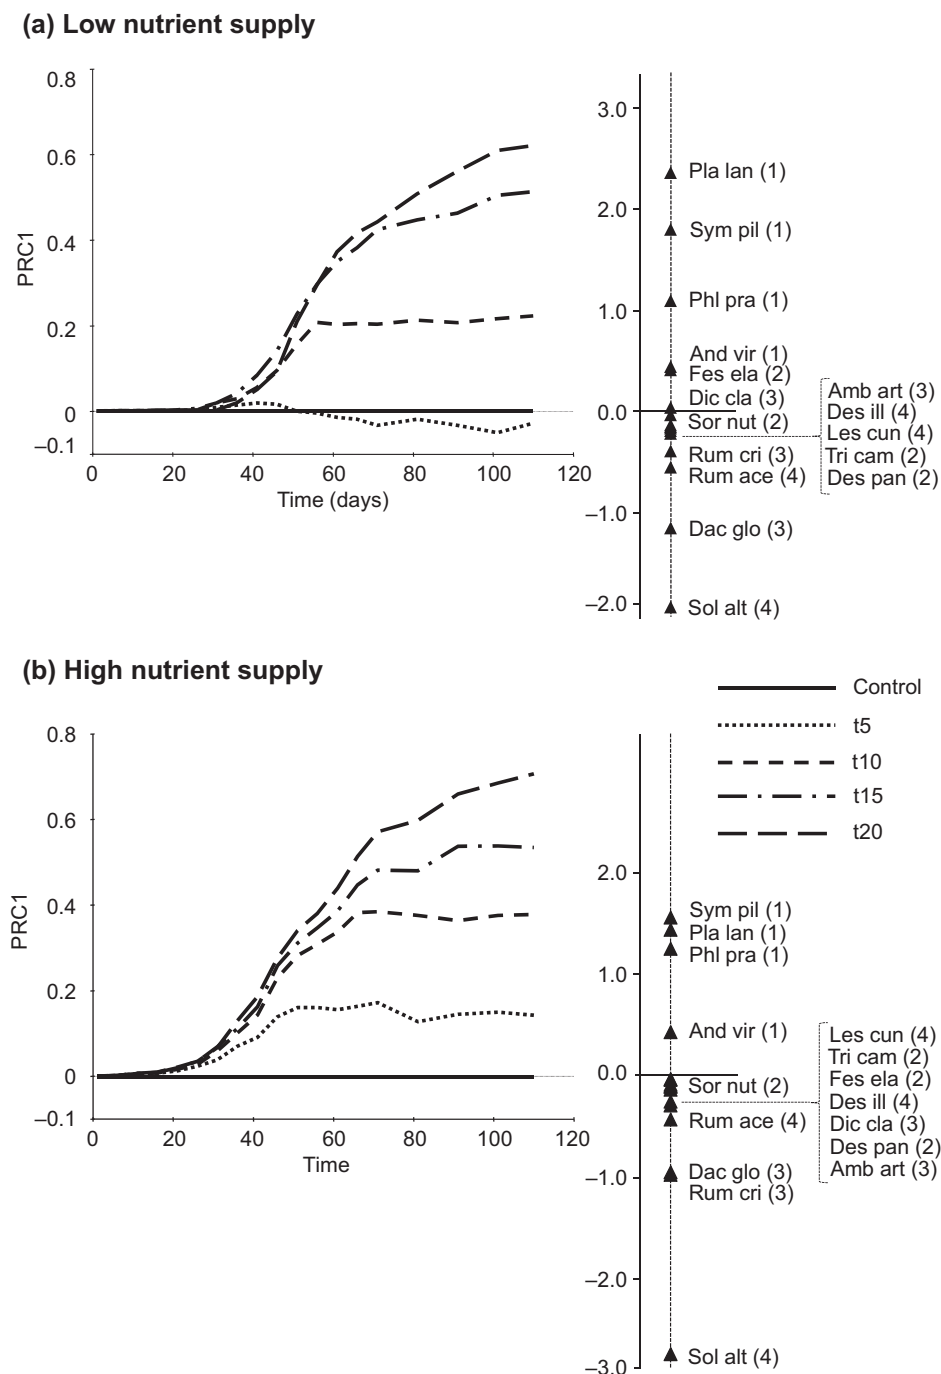 (a) Low nutrient supply
0.8
0.6
0.4
0.2
0
–0.1
PRC1
0
20
40
60
80
100
120
Time (days)
3.0
2.0
1.0
0.0
–1.0
–2.0
Pla lan (1)
Sym pil (1)
Phl pra (1)
And vir (1)
Fes ela (2)
Dic cla (3)
Sor nut (2)
Rum cri (3)
Rum ace (4)
Dac glo (3)
Sol alt (4)
Amb art (3)
Des ill (4)
Les cun (4)
Tri cam (2)
Des pan (2)
(b) High nutrient supply
Control
t5
t10
t15
t20
0.8
0.6
0.4
0.2
0
–0.1
PRC1
0
20
40
60
80
100
120
Time
2.0
1.0
0.0
–1.0
–2.0
–3.0
Sym pil (1)
Pla lan (1)
Phl pra (1)
And vir (1)
Sor nut (2)
Rum ace (4)
Dac glo (3)
Rum cri (3)
Sol alt (4)
Les cun (4)
Tri cam (2)
Fes ela (2)
Des ill (4)
Dic cla (3)
Des pan (2)
Amb art (3)